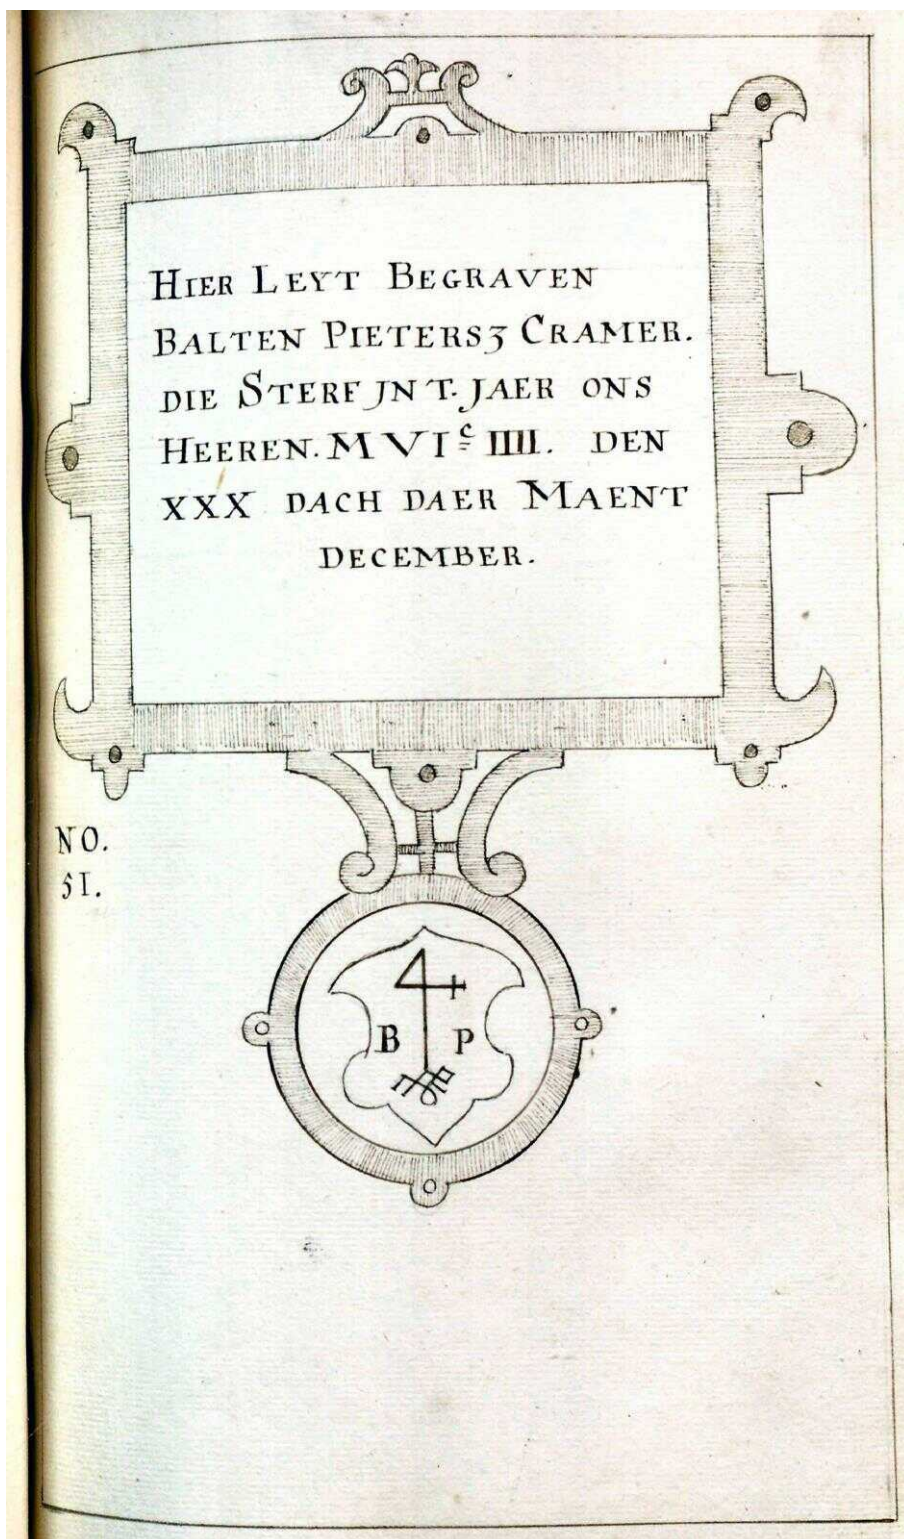 HIER LEYT BEGRAVEN
BALTEN PIETERSZ CRAMER.
DIE STERF JN T. JAER ONS
HEEREN. M VIᶜ IIII. DEN
XXX DACH DAER MAENT
DECEMBER.
NO.
51.
B P